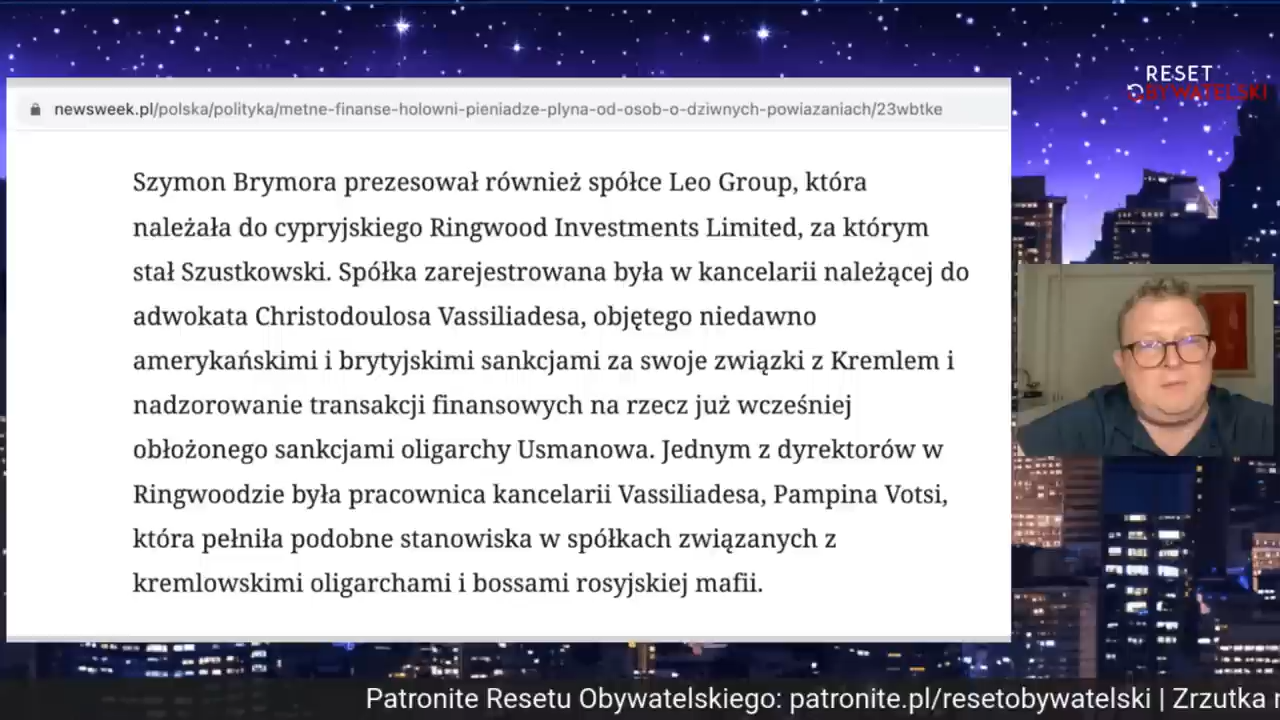 RESET
OBYWATELSKI
newsweek.pl/polska/polityka/metne-finanse-holowni-pieniadze-plyna-od-osob-o-dziwnych-powiazaniach/23wbtke
Szymon Brymora prezesował również spółce Leo Group, która
należała do cypryjskiego Ringwood Investments Limited, za którym
stał Szustkowski. Spółka zarejestrowana była w kancelarii należącej do
adwokata Christodoulosa Vassiliadesa, objętego niedawno
amerykańskimi i brytyjskimi sankcjami za swoje związki z Kremlem i
nadzorowanie transakcji finansowych na rzecz już wcześniej
obłożonego sankcjami oligarchy Usmanowa. Jednym z dyrektorów w
Ringwoodzie była pracownica kancelarii Vassiliadesa, Pampina Votsi,
która pełniła podobne stanowiska w spółkach związanych z
kremlowskimi oligarchami i bossami rosyjskiej mafii.
Patronite Resetu Obywatelskiego: patronite.pl/resetobywatelski | Zrzutka